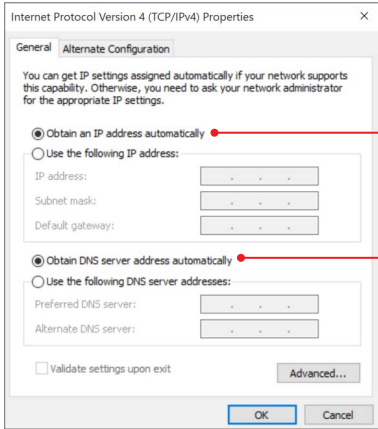 Internet Protocol Version 4 (TCP/IPv4) Properties
General
Alternate Configuration
You can get IP settings assigned automatically if your network supports
this capability. Otherwise, you need to ask your network administrator
for the appropriate IP settings.
Obtain an IP address automatically
Use the following IP address:
IP address:
Subnet mask:
Default gateway:
Obtain DNS server address automatically
Use the following DNS server addresses:
Preferred DNS server:
Alternate DNS server:
Validate settings upon exit
Advanced...
OK
Cancel